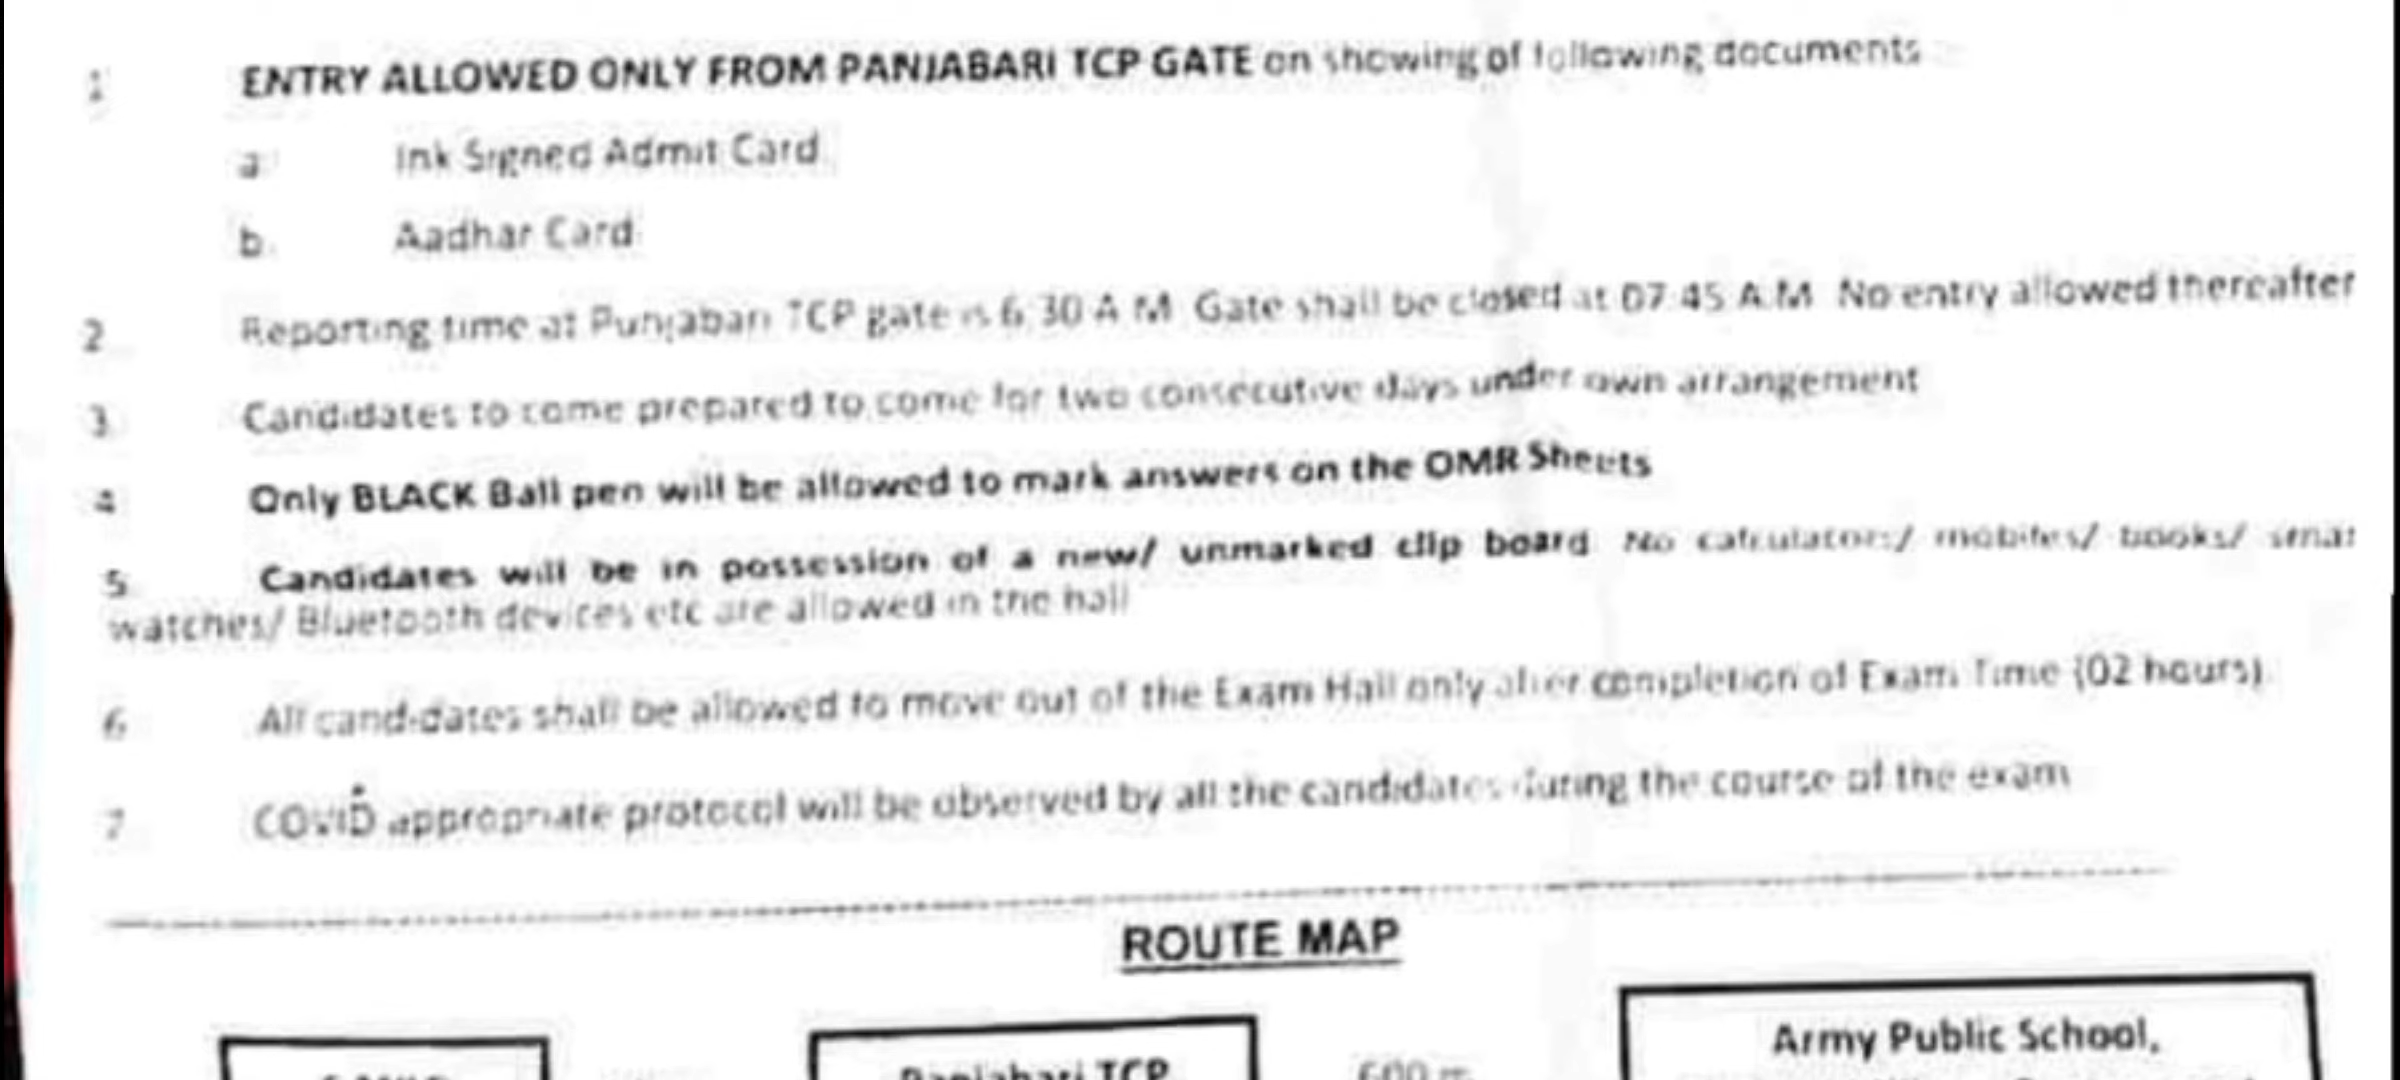 1 ENTRY ALLOWED ONLY FROM PANJABARI TCP GATE on showing of following documents
a Ink Signed Admit Card
b. Aadhar Card
2 Reporting time at Punjabari TCP gate is 6 30 A M Gate shall be closed at 07 45 A.M No entry allowed thereafter
3 Candidates to come prepared to come for two consecutive days under own arrangement
4 Only BLACK Ball pen will be allowed to mark answers on the OMR Sheets
5 Candidates will be in possession of a new/ unmarked clip board No calculators/ mobiles/ books/ smar
watches/ Bluetooth devices etc are allowed in the hall
6 All candidates shall be allowed to move out of the Exam Hall only after completion of Exam Time (02 hours)
7 COVID appropriate protocol will be observed by all the candidates during the course of the exam
ROUTE MAP
Army Public School,
Panjabari TCP 600 m